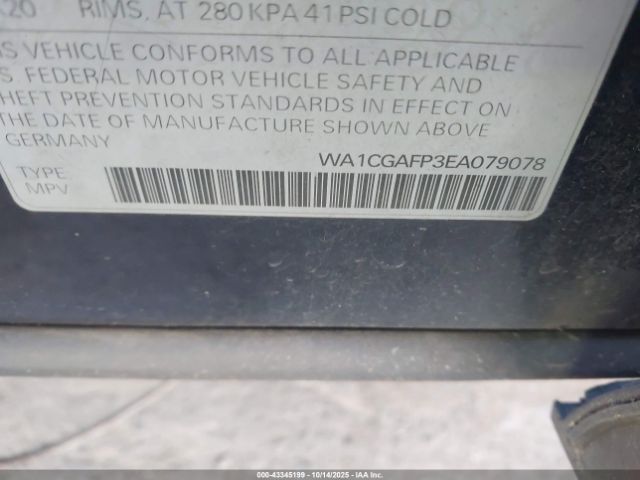 20 RIMS, AT 280 KPA 41 PSI COLD
VEHICLE CONFORMS TO ALL APPLICABLE
S. FEDERAL MOTOR VEHICLE SAFETY AND
HEFT PREVENTION STANDARDS IN EFFECT ON
THE DATE OF MANUFACTURE SHOWN ABOVE
GERMANY
WA1CGAFP3EA079078
TYPE:
MPV
000-43345199 - 10/14/2025 - IAA Inc.